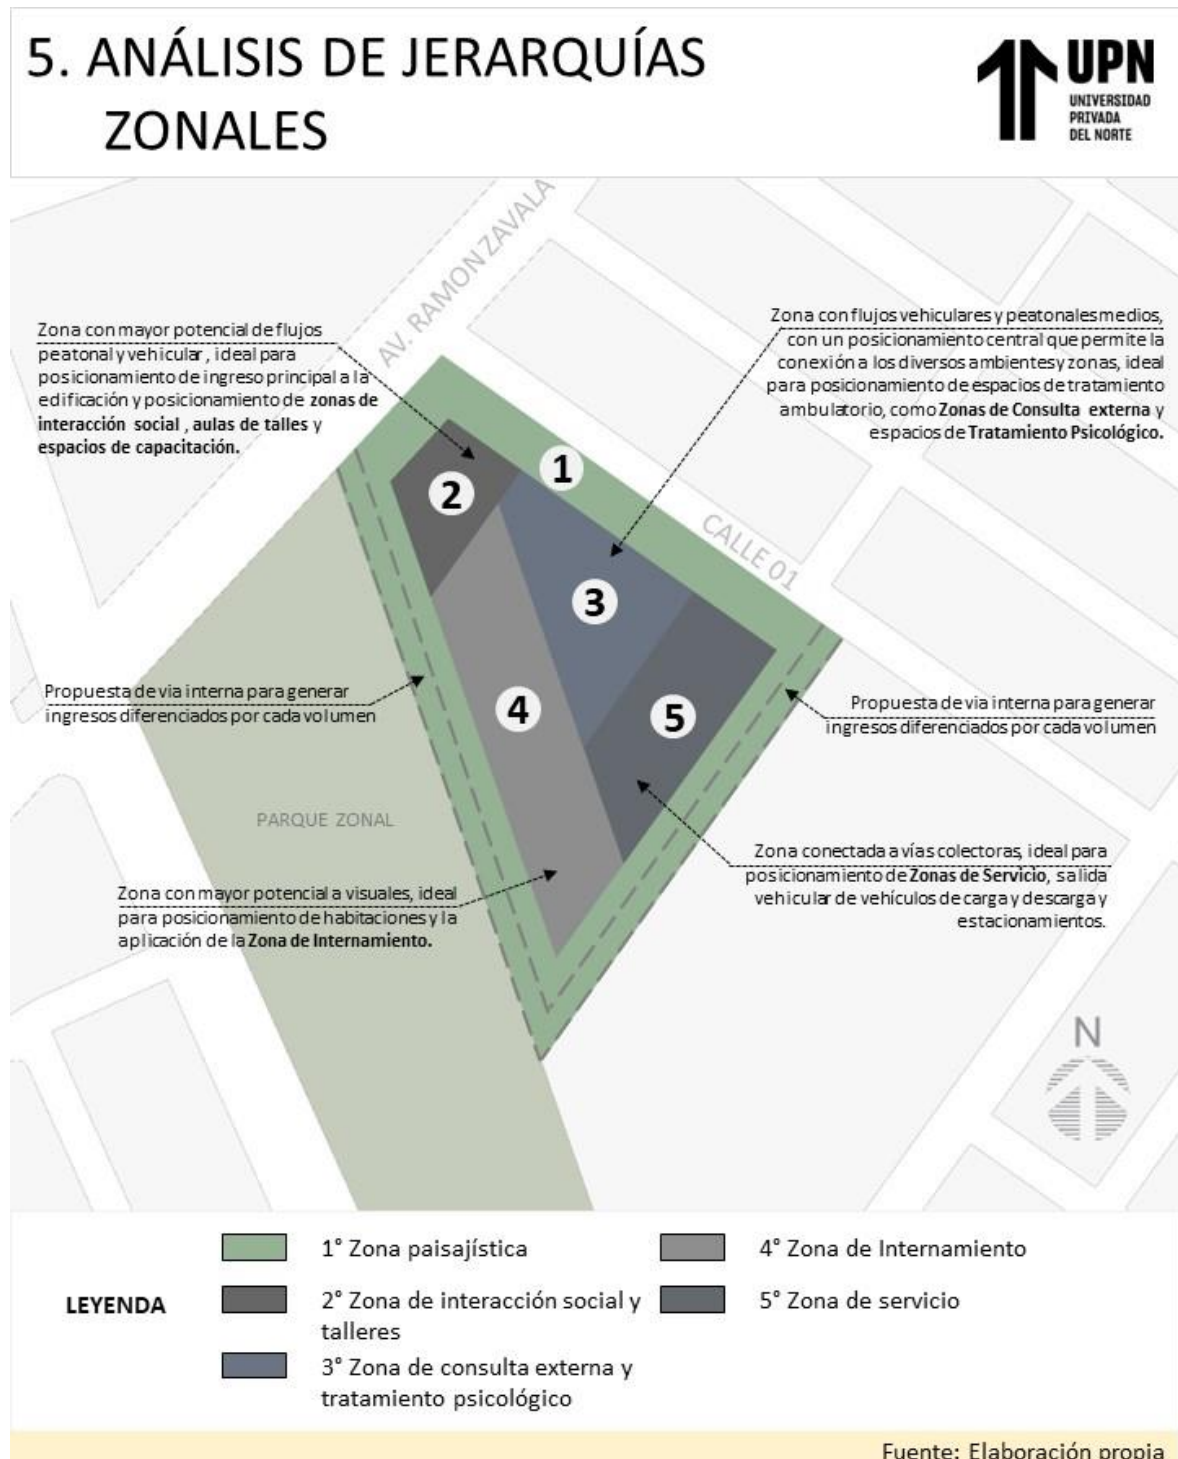 5. ANÁLISIS DE JERARQUÍAS
ZONALES
UPN
UNIVERSIDAD
PRIVADA
DEL NORTE
AV. RAMON ZAVALA
Zona con mayor potencial de flujos
peatonal y vehicular, ideal para
posicionamiento de ingreso principal a la
edificación y posicionamiento de zonas de
interacción social , aulas de talles y
espacios de capacitación.
Zona con flujos vehiculares y peatonales medios,
con un posicionamiento central que permite la
conexión a los diversos ambientes y zonas, ideal
para posicionamiento de espacios de tratamiento
ambulatorio, como Zonas de Consulta externa y
espacios de Tratamiento Psicológico.
1
2
CALLE 01
3
Propuesta de via interna para generar
ingresos diferenciados por cada volumen
4
5
Propuesta de via interna para generar
ingresos diferenciados por cada volumen
PARQUE ZONAL
Zona conectada a vías colectoras, ideal para
posicionamiento de Zonas de Servicio, salida
vehicular de vehículos de carga y descarga y
estacionamientos.
Zona con mayor potencial a visuales, ideal
para posicionamiento de habitaciones y la
aplicación de la Zona de Internamiento.
N
LEYENDA
1° Zona paisajística
2° Zona de interacción social y
talleres
3° Zona de consulta externa y
tratamiento psicológico
4° Zona de Internamiento
5° Zona de servicio
Fuente: Elaboración propia